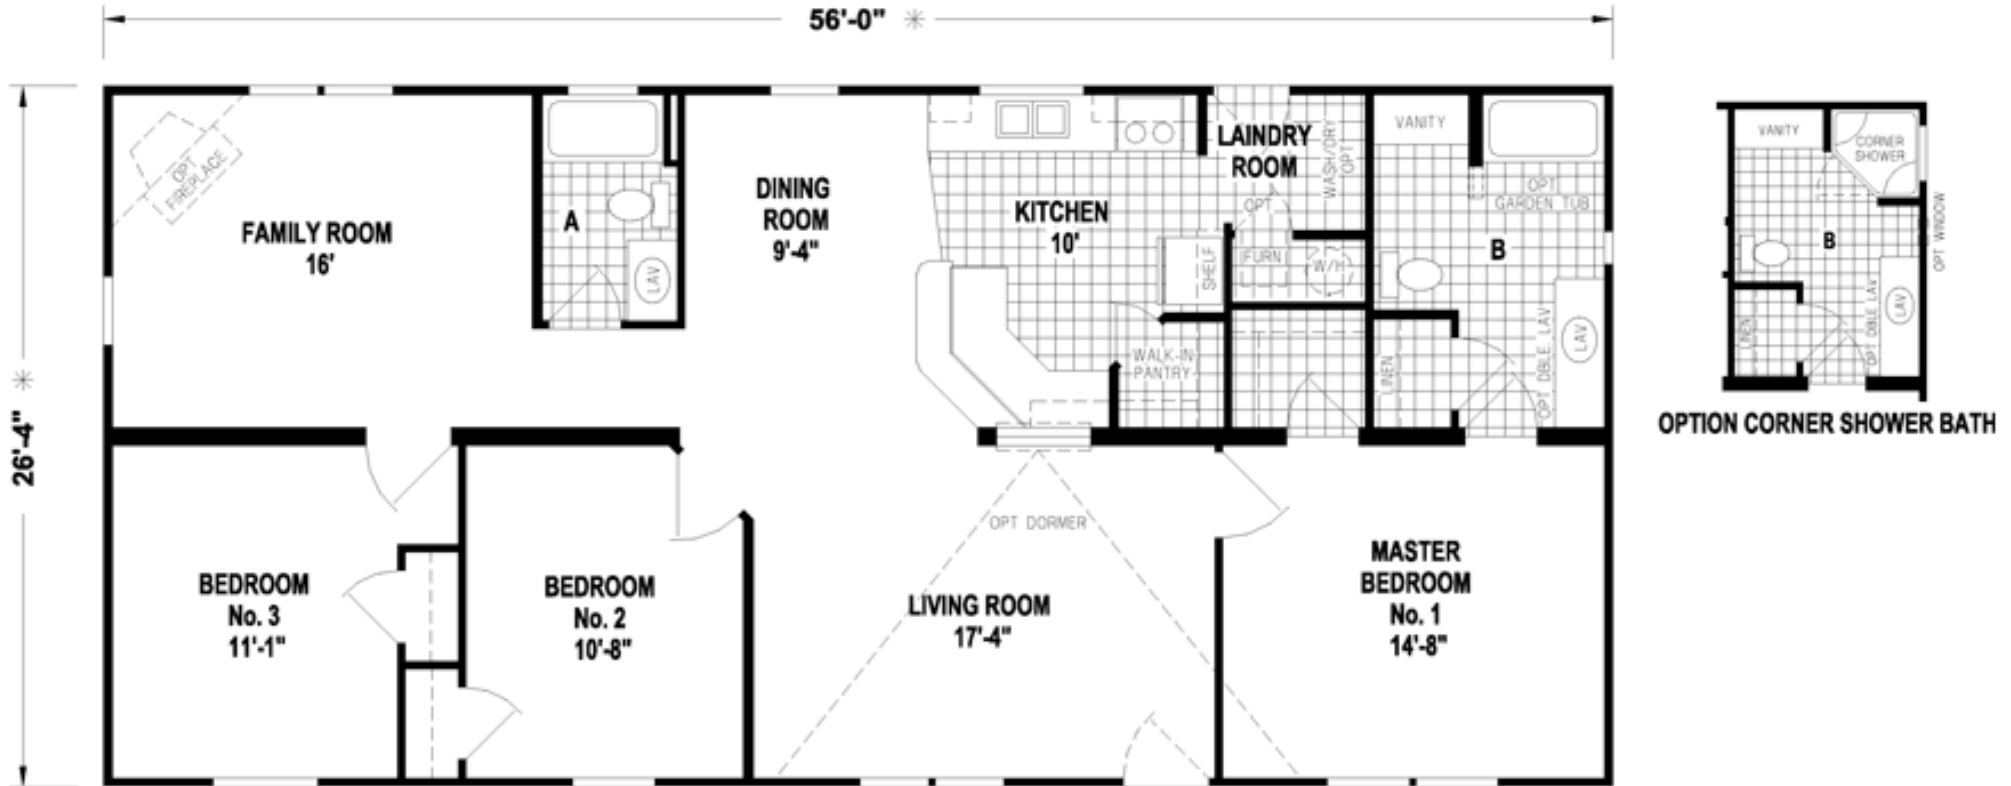 56'-0" ✳
26'-4" ✳
OPT
FIREPLACE
FAMILY ROOM
16'
A
LAV
DINING
ROOM
9'-4"
KITCHEN
10'
SHELF
WALK-IN
PANTRY
LAINDRY
ROOM
WASH/DRY
OPT
OPT
FURN
W/H
VANITY
OPT
GARDEN TUB
B
LINEN
OPT DBLE. LAV
LAV
VANITY
CORNER
SHOWER
B
OPT WINDOW
LINEN
OPT DBLE LAV
LAV
OPTION CORNER SHOWER BATH
BEDROOM
No. 3
11'-1"
BEDROOM
No. 2
10'-8"
OPT DORMER
LIVING ROOM
17'-4"
MASTER
BEDROOM
No. 1
14'-8"